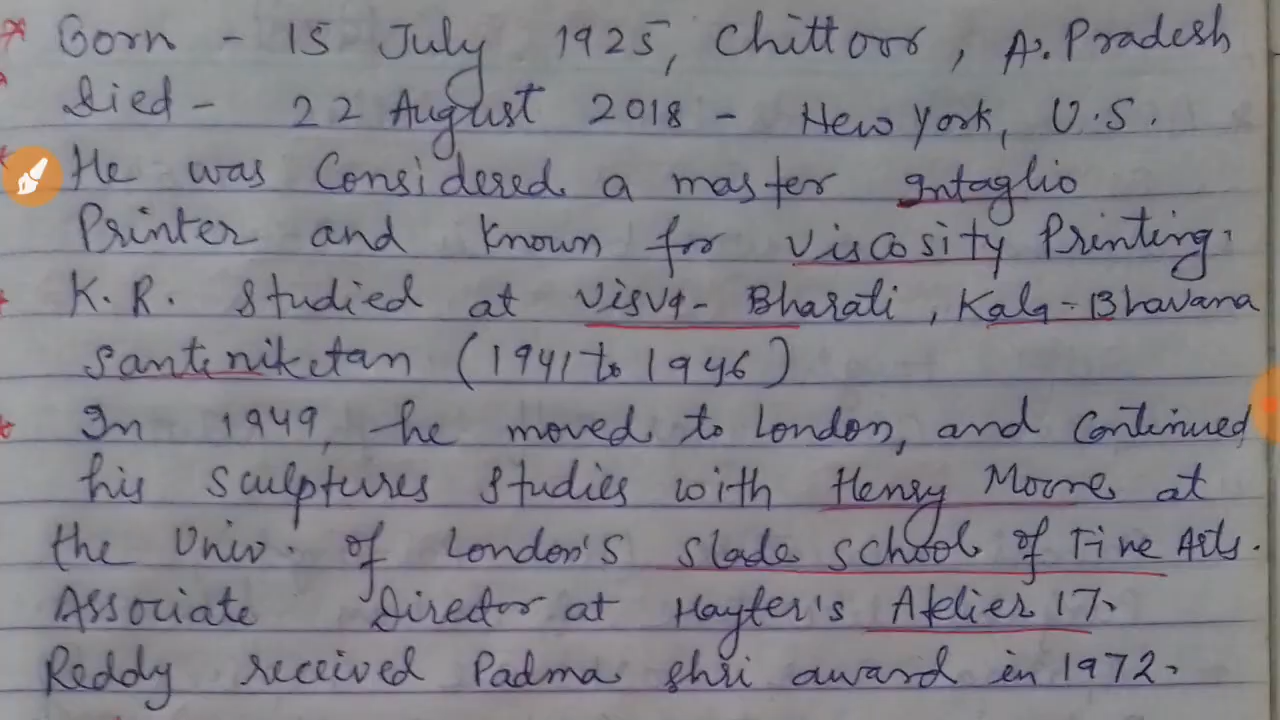 Born - 15 July 1925, Chittoor, A. Pradesh
Died - 22 August 2018 - New York, U.S.
He was Considered a master Intaglio
Printer and Known for Viscosity Printing.
K. R. Studied at Visva-Bharati, Kala-Bhavana
Santiniketan (1941 to 1946)
In 1949, he moved to London, and Continued
his Sculptures Studies with Henry Moore at
the Univ. of London's Slade School of Fine Arts.
Associate Director at Hayter's Atelier 17.
Reddy received Padma Shri award in 1972.